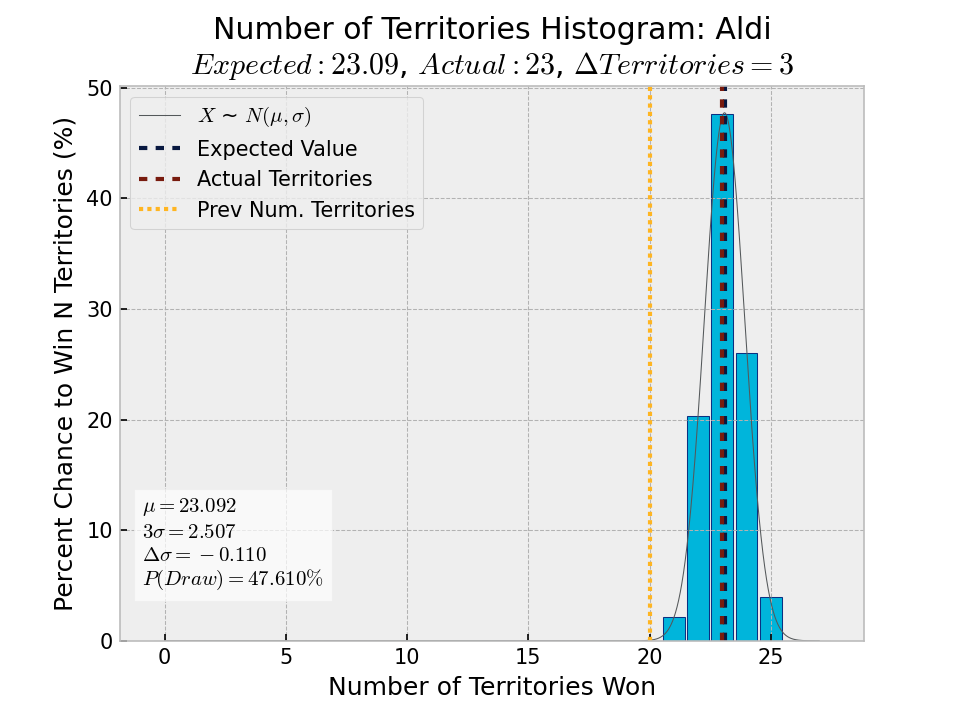 Number of Territories Histogram: Aldi
Expected : 23.09, Actual : 23, ΔTerritories = 3
Percent Chance to Win N Territories (%)
50
40
30
20
10
0
X ~ N(μ, σ)
Expected Value
Actual Territories
Prev Num. Territories
μ = 23.092
3σ = 2.507
Δσ = −0.110
P(Draw) = 47.610%
0 5 10 15 20 25
Number of Territories Won